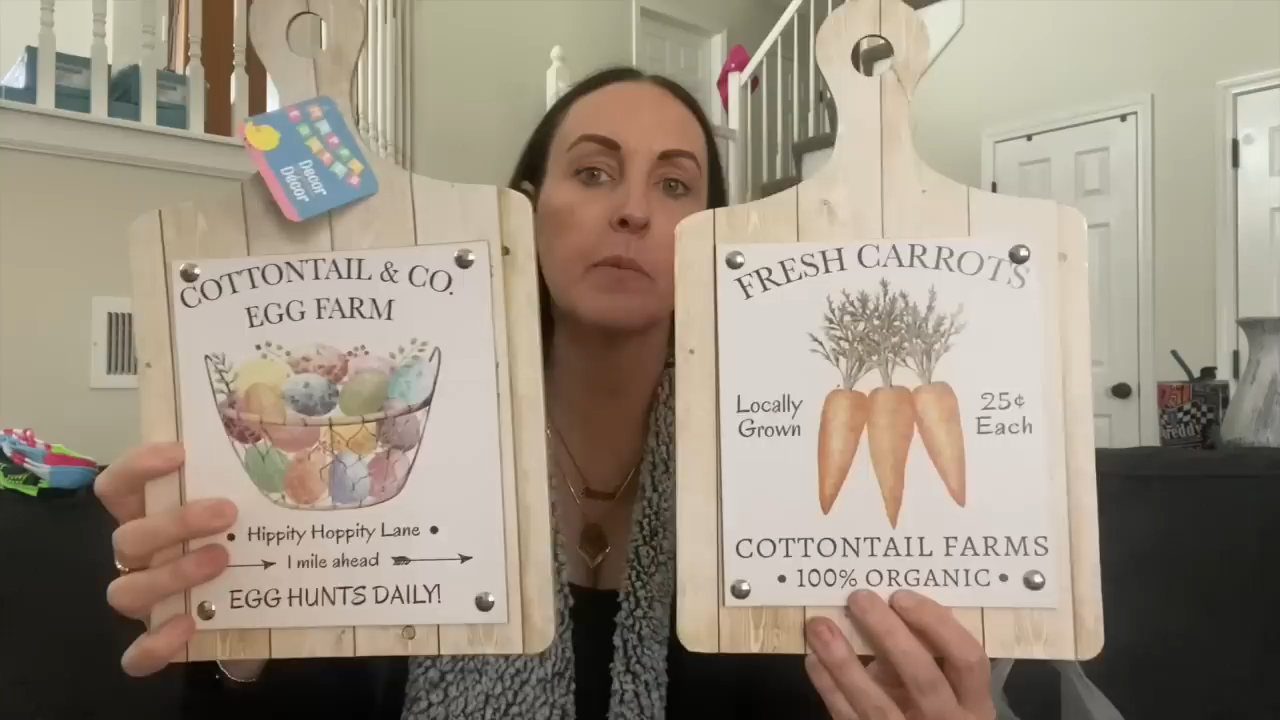 Decor
Décor
COTTONTAIL & CO.
EGG FARM
• Hippity Hoppity Lane •
1 mile ahead
EGG HUNTS DAILY!
FRESH CARROTS
Locally
Grown
25¢
Each
COTTONTAIL FARMS
• 100% ORGANIC •